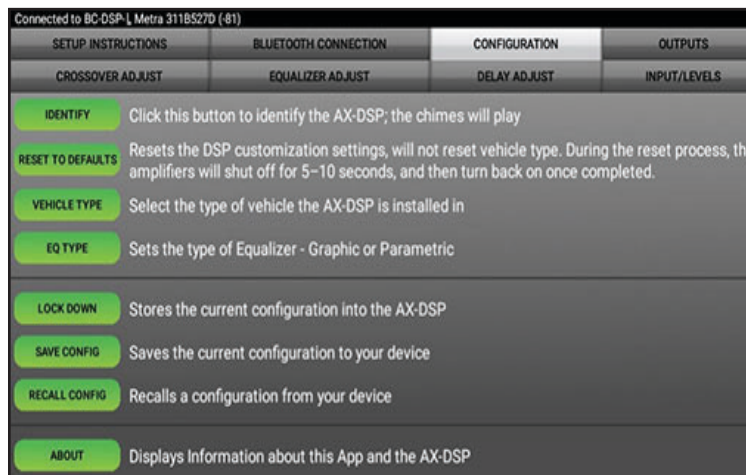 Connected to BC-DSP-L Metra 311B527D (-81)
SETUP INSTRUCTIONS BLUETOOTH CONNECTION CONFIGURATION OUTPUTS
CROSSOVER ADJUST EQUALIZER ADJUST DELAY ADJUST INPUT/LEVELS
IDENTIFY Click this button to identify the AX-DSP; the chimes will play
RESET TO DEFAULTS Resets the DSP customization settings, will not reset vehicle type. During the reset process, th
amplifiers will shut off for 5–10 seconds, and then turn back on once completed.
VEHICLE TYPE Select the type of vehicle the AX-DSP is installed in
EQ TYPE Sets the type of Equalizer - Graphic or Parametric
LOCK DOWN Stores the current configuration into the AX-DSP
SAVE CONFIG Saves the current configuration to your device
RECALL CONFIG Recalls a configuration from your device
ABOUT Displays Information about this App and the AX-DSP